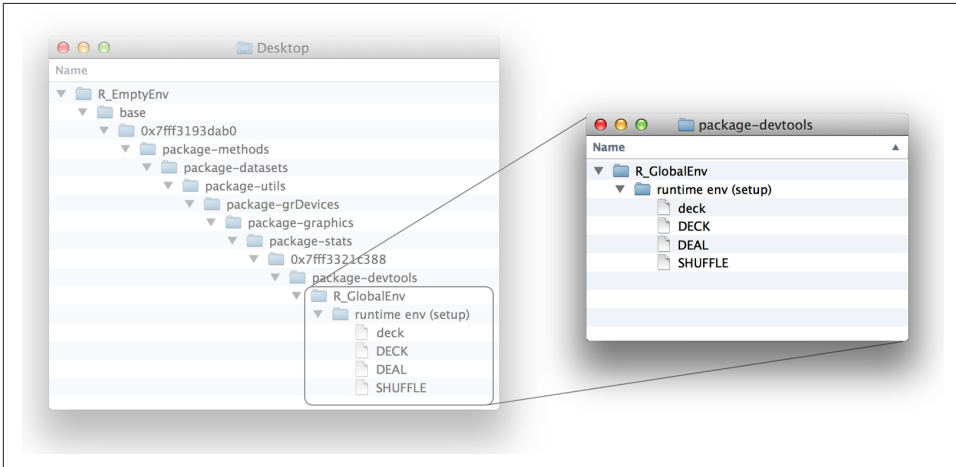 Desktop
Name
R_EmptyEnv
base
0x7fff3193dab0
package-methods
package-datasets
package-utils
package-grDevices
package-graphics
package-stats
0x7fff3321c388
package-devtools
R_GlobalEnv
runtime env (setup)
deck
DECK
DEAL
SHUFFLE
package-devtools
Name
R_GlobalEnv
runtime env (setup)
deck
DECK
DEAL
SHUFFLE